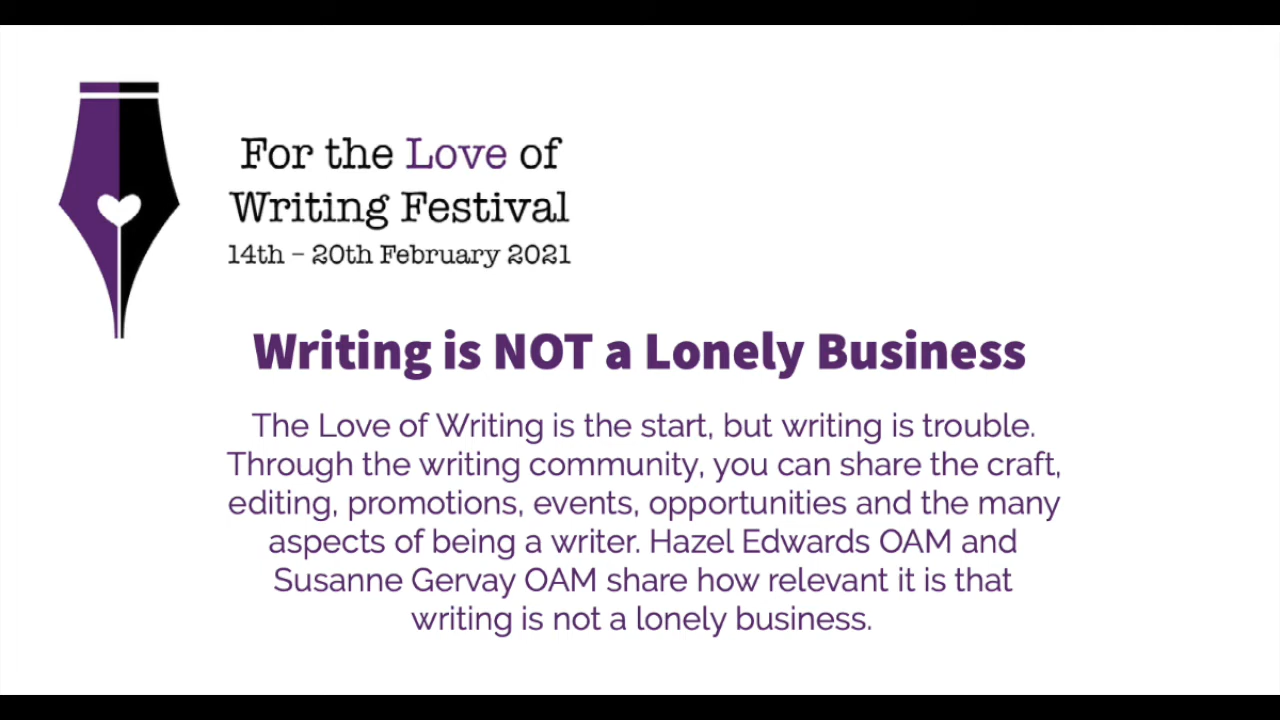 For the Love of
Writing Festival
14th – 20th February 2021
Writing is NOT a Lonely Business
The Love of Writing is the start, but writing is trouble.
Through the writing community, you can share the craft,
editing, promotions, events, opportunities and the many
aspects of being a writer. Hazel Edwards OAM and
Susanne Gervay OAM share how relevant it is that
writing is not a lonely business.